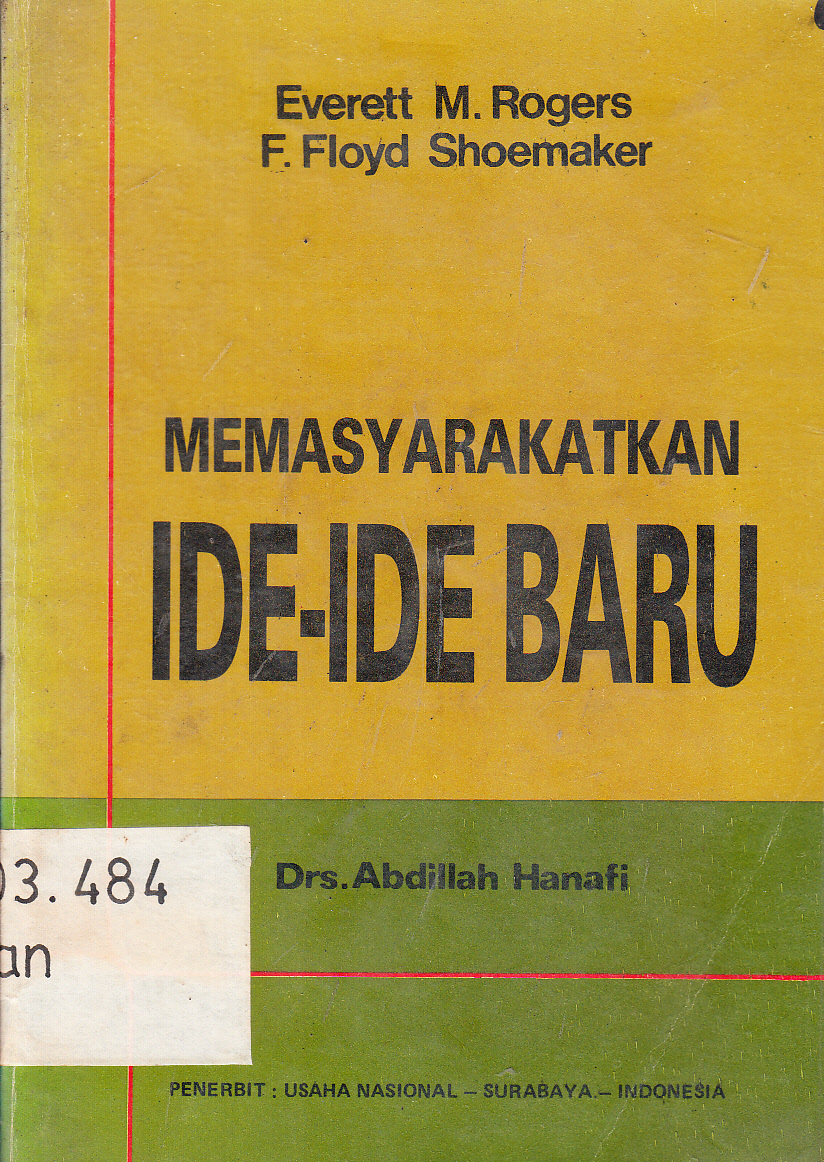 Everett M. Rogers
F. Floyd Shoemaker
MEMASYARAKATKAN
IDE-IDE BARU
03.484
an
Drs. Abdillah Hanafi
PENERBIT : USAHA NASIONAL – SURABAYA – INDONESIA